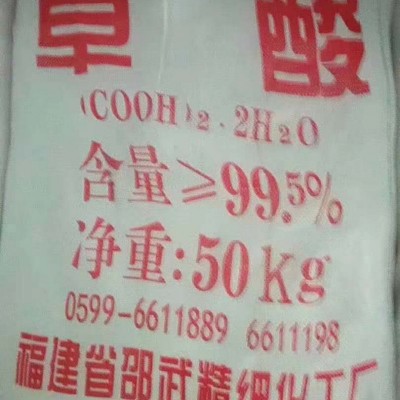 草酸
(COOH)₂·2H₂O
含量≥99.5%
净重:50Kg
0599-6611889 6611198
福建省邵武精细化工厂